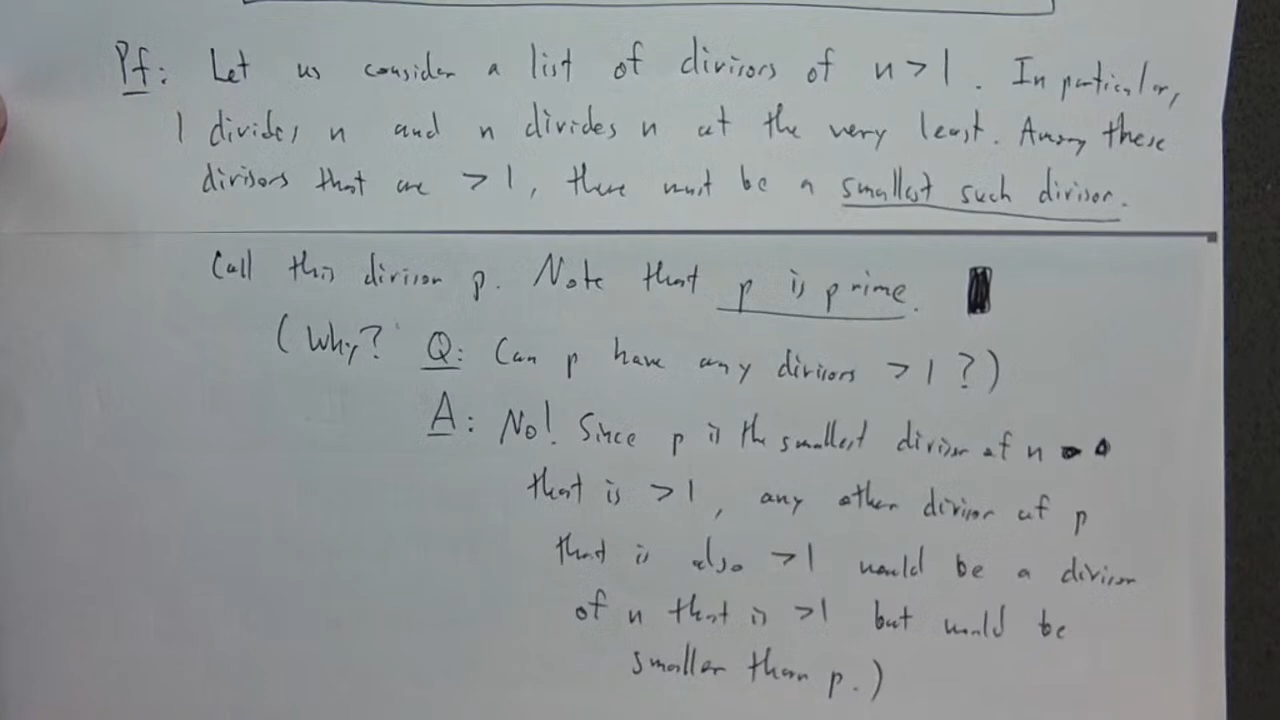 Pf: Let us consider a list of divisors of n > 1. In particular,
1 divides n and n divides n at the very least. Among these
divisors that are > 1, there must be a smallest such divisor.
Call this divisor p. Note that p is prime.
(Why? Q: Can p have any divisors > 1?)
A: No! Since p is the smallest divisor of n
that is > 1, any other divisor of p
that is also > 1 would be a divisor
of n that is > 1 but would be
smaller than p.)